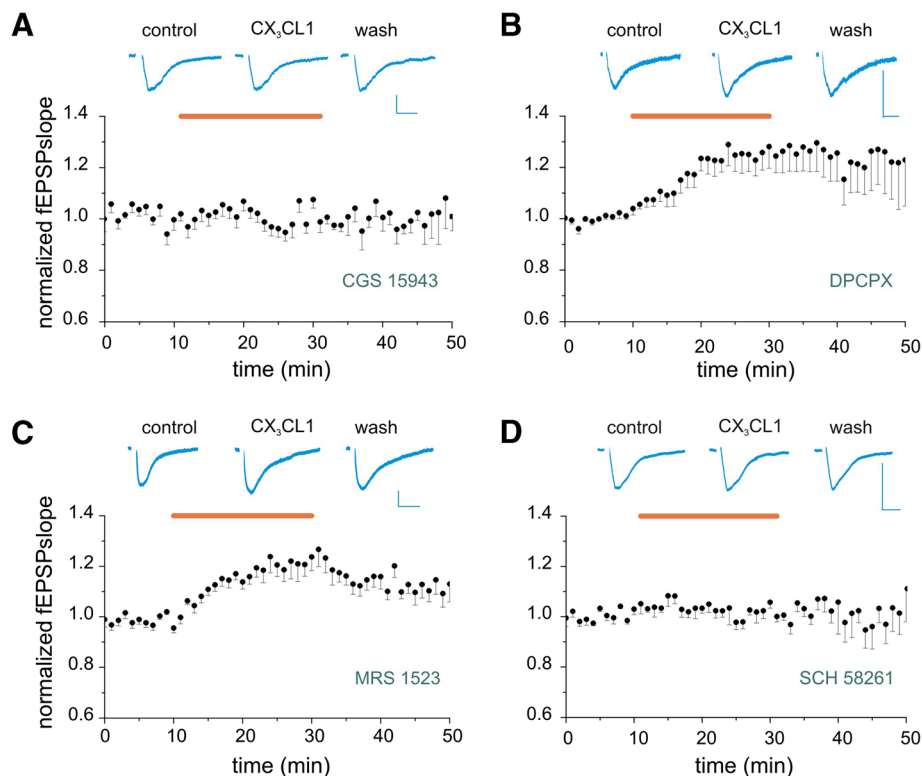 A
control CX₃CL1 wash
1.4
1.2
1.0
0.8
0.6
normalized fEPSPslope
CGS 15943
0 10 20 30 40 50
time (min)
B
control CX₃CL1 wash
1.4
1.2
1.0
0.8
0.6
DPCPX
0 10 20 30 40 50
time (min)
C
control CX₃CL1 wash
1.4
1.2
1.0
0.8
0.6
normalized fEPSPslope
MRS 1523
0 10 20 30 40 50
time (min)
D
control CX₃CL1 wash
1.4
1.2
1.0
0.8
0.6
SCH 58261
0 10 20 30 40 50
time (min)